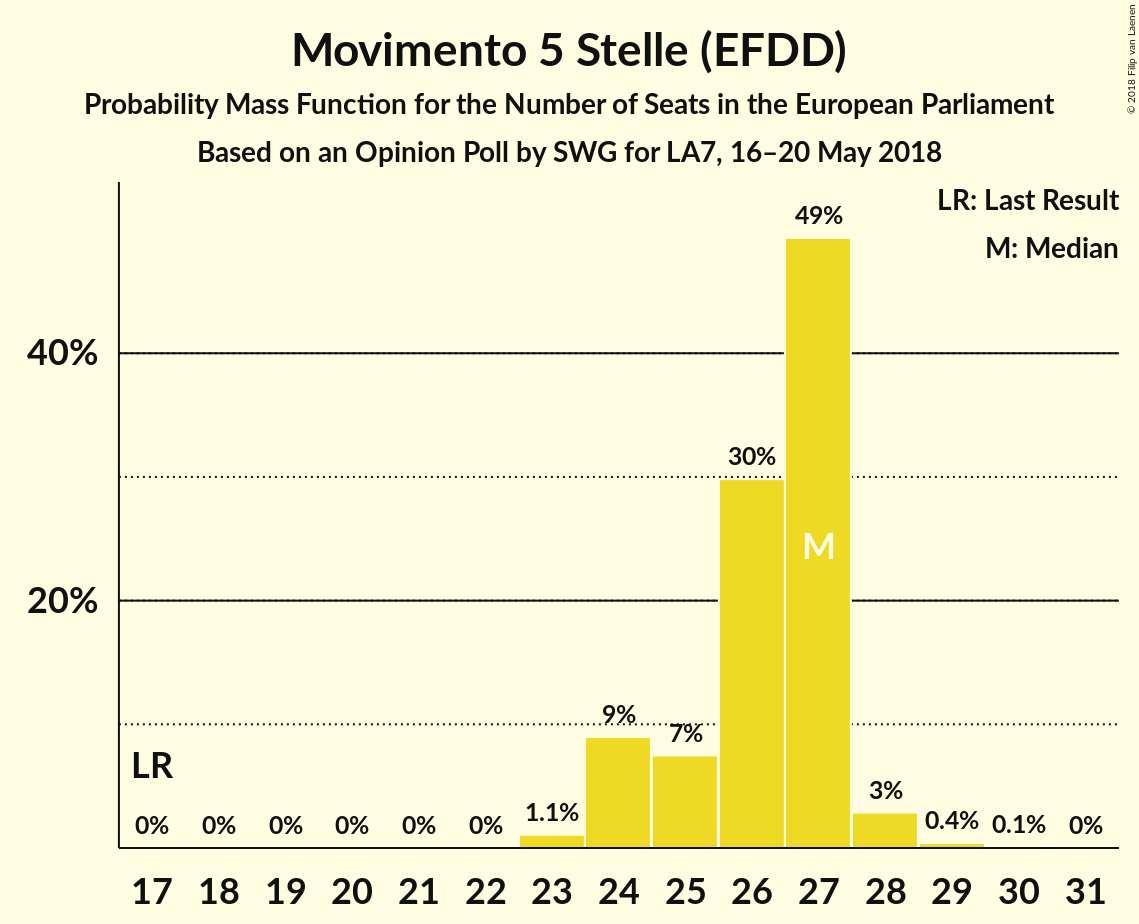 Movimento 5 Stelle (EFDD)
Probability Mass Function for the Number of Seats in the European Parliament
Based on an Opinion Poll by SWG for LA7, 16–20 May 2018
© 2018 Filip van Laenen
LR: Last Result
M: Median
49%
40%
30%
M
20%
9%
7%
LR
3%
0% 0% 0% 0% 0% 0% 1.1% 0.4% 0.1% 0%
17 18 19 20 21 22 23 24 25 26 27 28 29 30 31